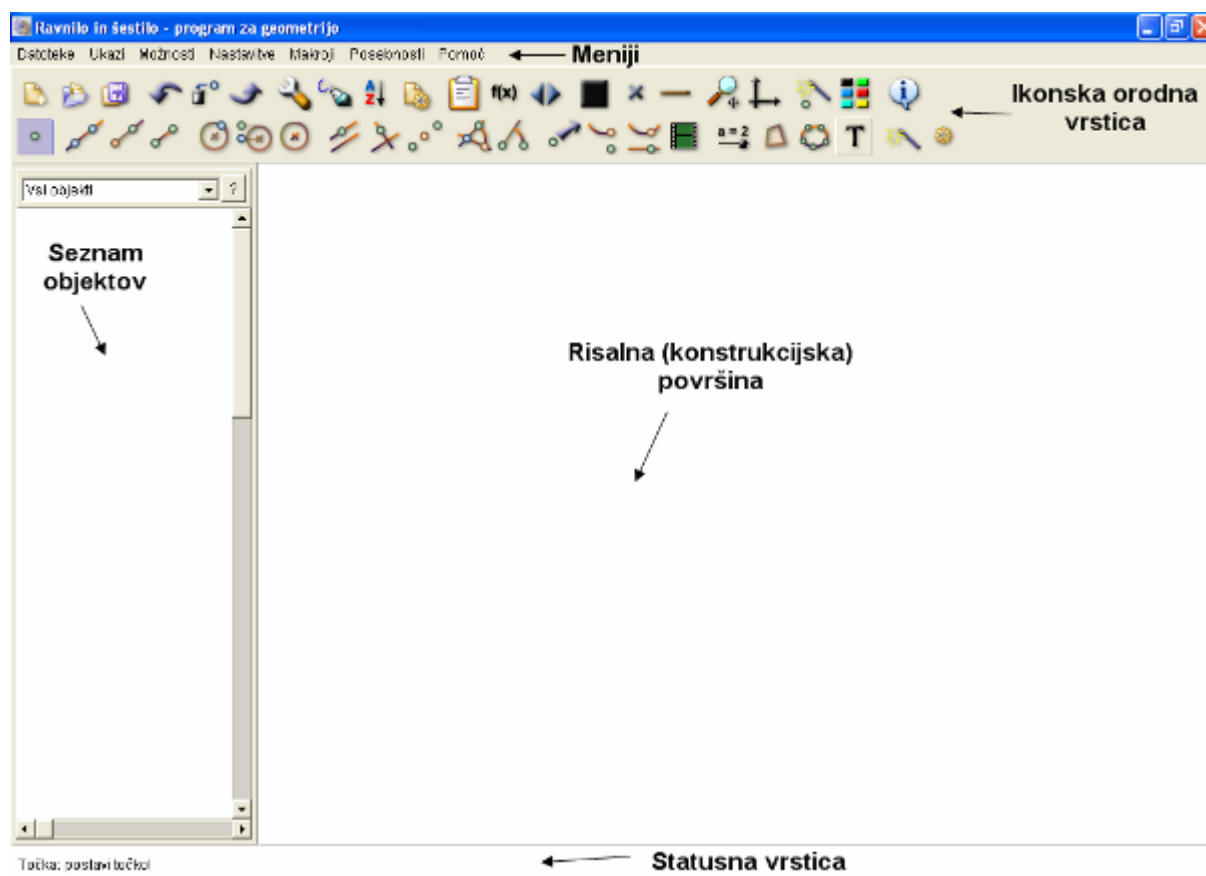 Ravnilo in šestilo - program za geometrijo
Datoteke Ukazi Možnosti Nastavitve Makroji Posebnosti Pomoč
Meniji
A
Z
f(x)
Ikonska orodna
vrstica
a = 2
T
Vsi objekti
?
Seznam
objektov
Risalna (konstrukcijska)
površina
Točka: postavi točko!
Statusna vrstica